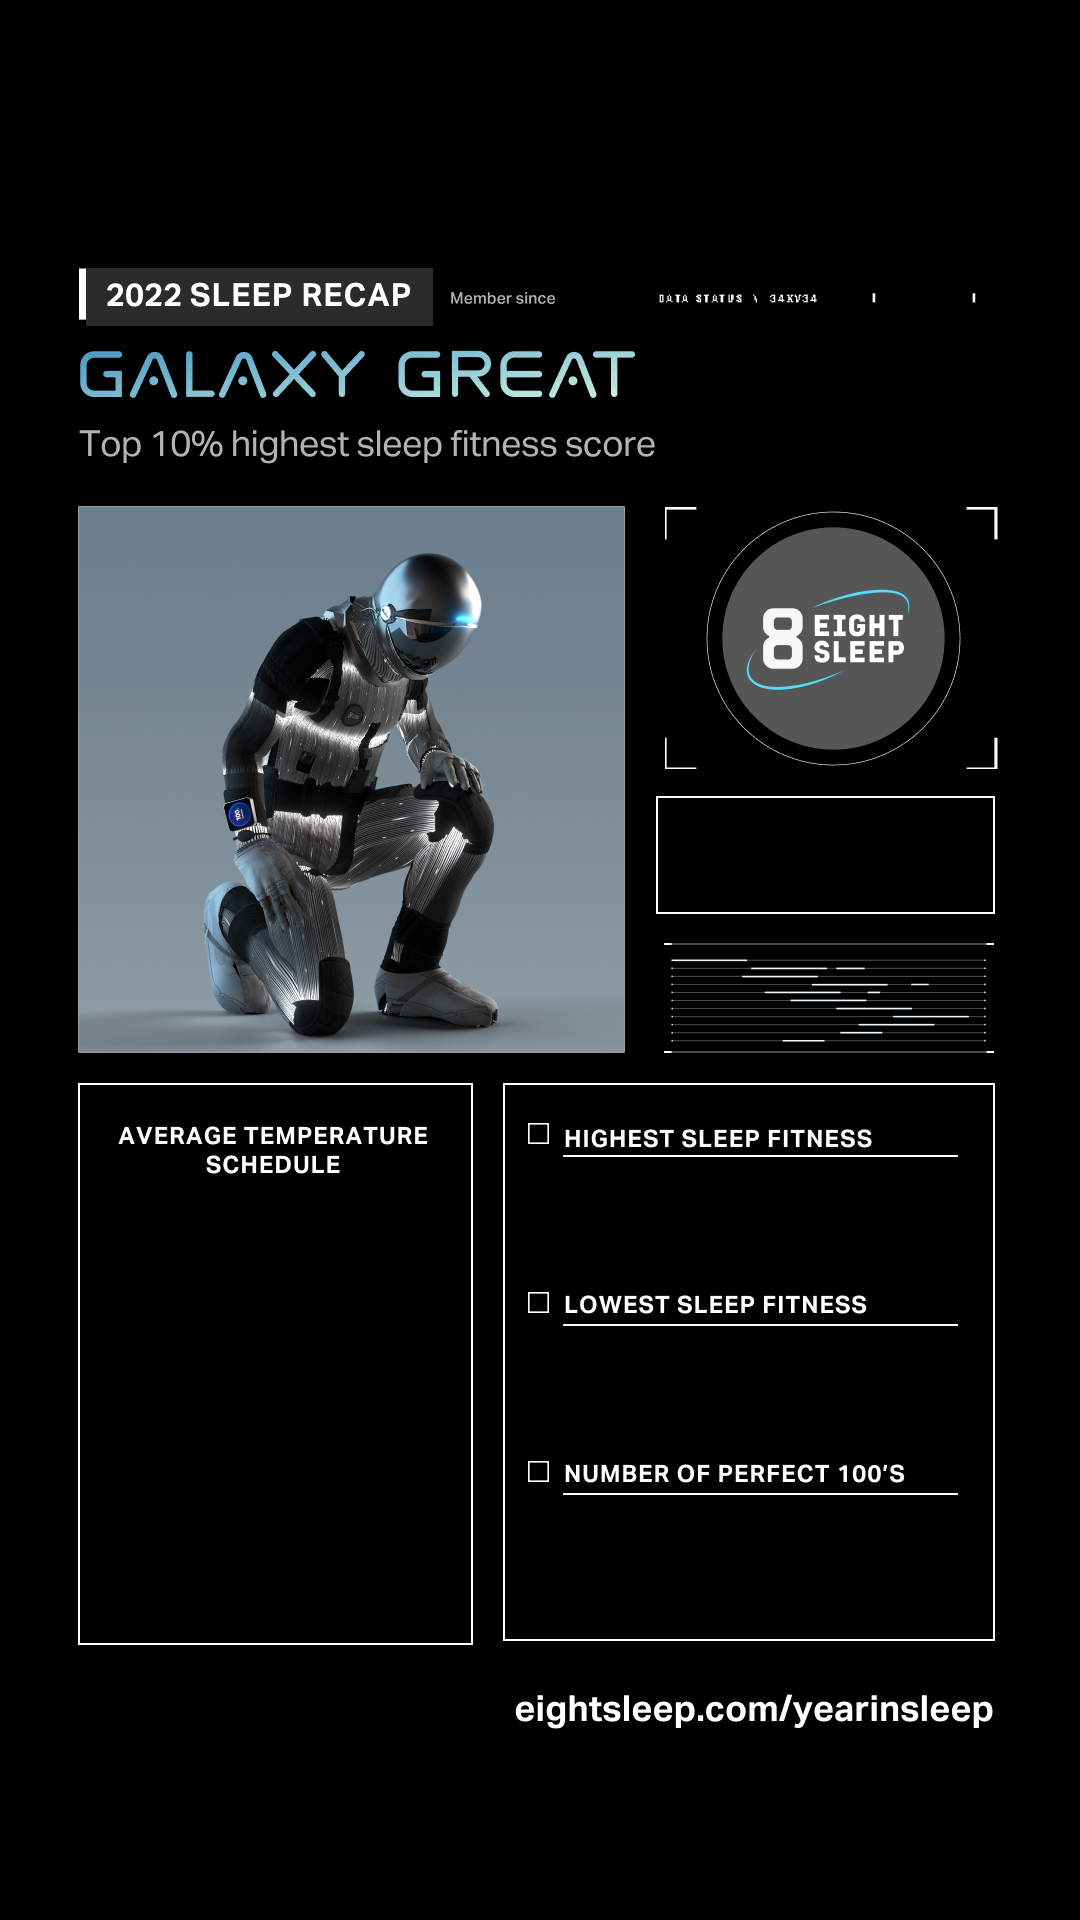 2022 SLEEP RECAP
Member since
DATA STATUS \ 34XV34
GALAXY GREAT
Top 10% highest sleep fitness score
8 EIGHT
SLEEP
AVERAGE TEMPERATURE
SCHEDULE
HIGHEST SLEEP FITNESS
LOWEST SLEEP FITNESS
NUMBER OF PERFECT 100'S
eightsleep.com/yearinsleep